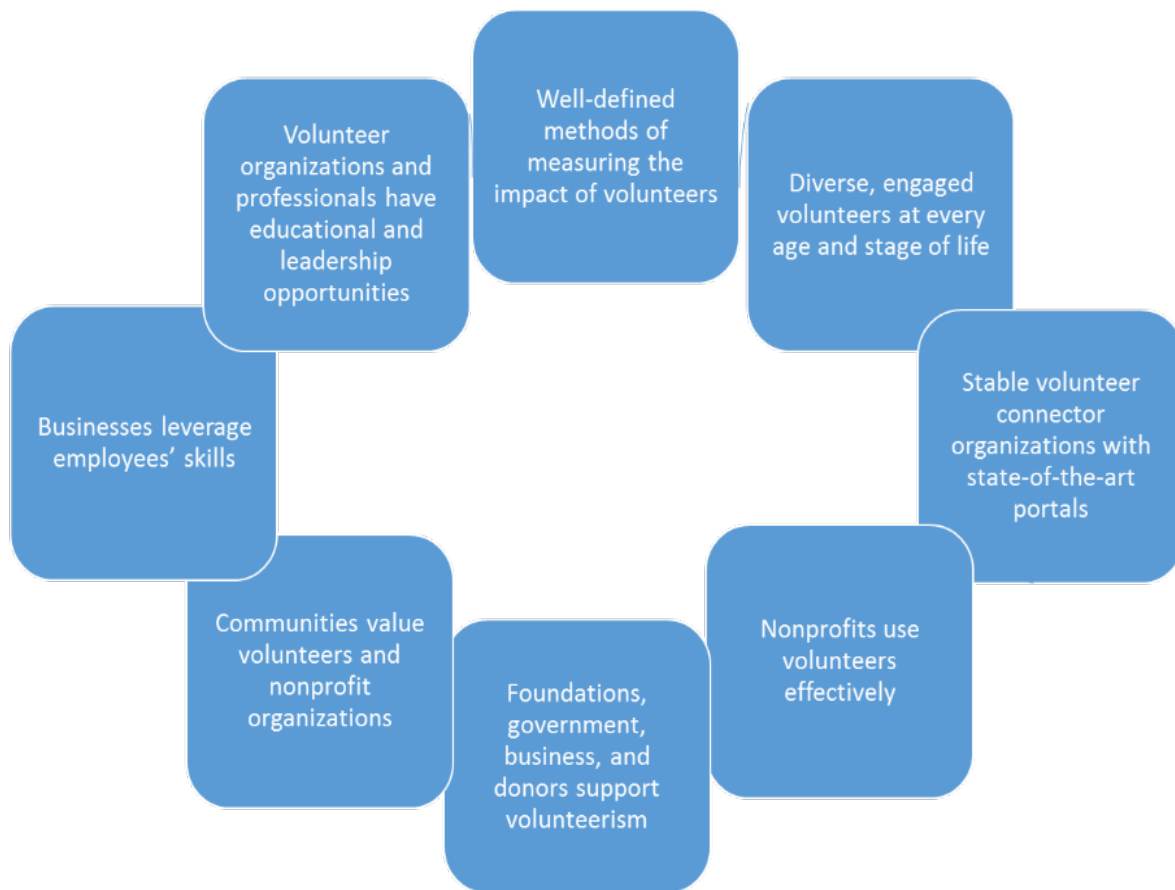 Well-defined
methods of
measuring the
impact of volunteers
Diverse, engaged
volunteers at every
age and stage of life
Stable volunteer
connector
organizations with
state-of-the-art
portals
Nonprofits use
volunteers
effectively
Foundations,
government,
business, and
donors support
volunteerism
Communities value
volunteers and
nonprofit
organizations
Businesses leverage
employees’ skills
Volunteer
organizations and
professionals have
educational and
leadership
opportunities